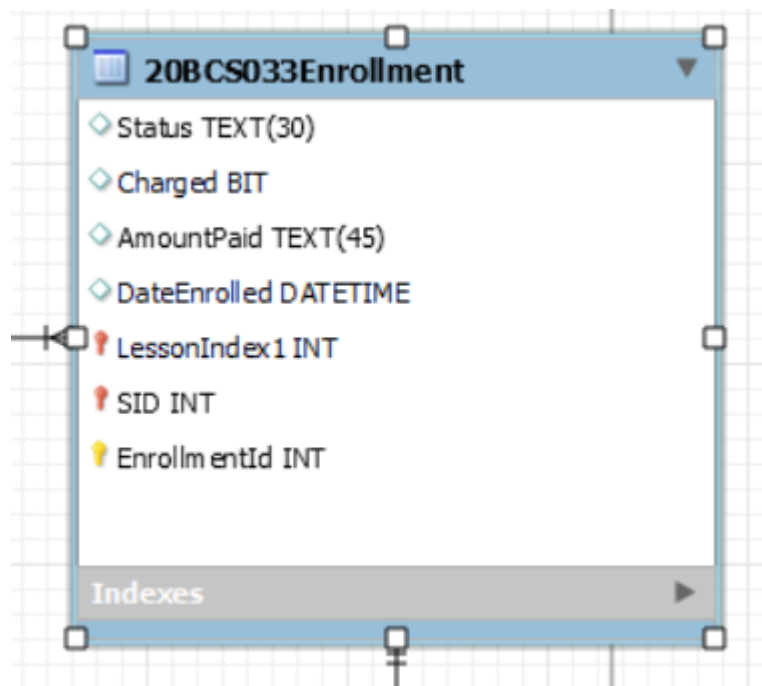 20BCS033Enrollment
Status TEXT(30)
Charged BIT
AmountPaid TEXT(45)
DateEnrolled DATETIME
LessonIndex1 INT
SID INT
EnrollmentId INT
Indexes